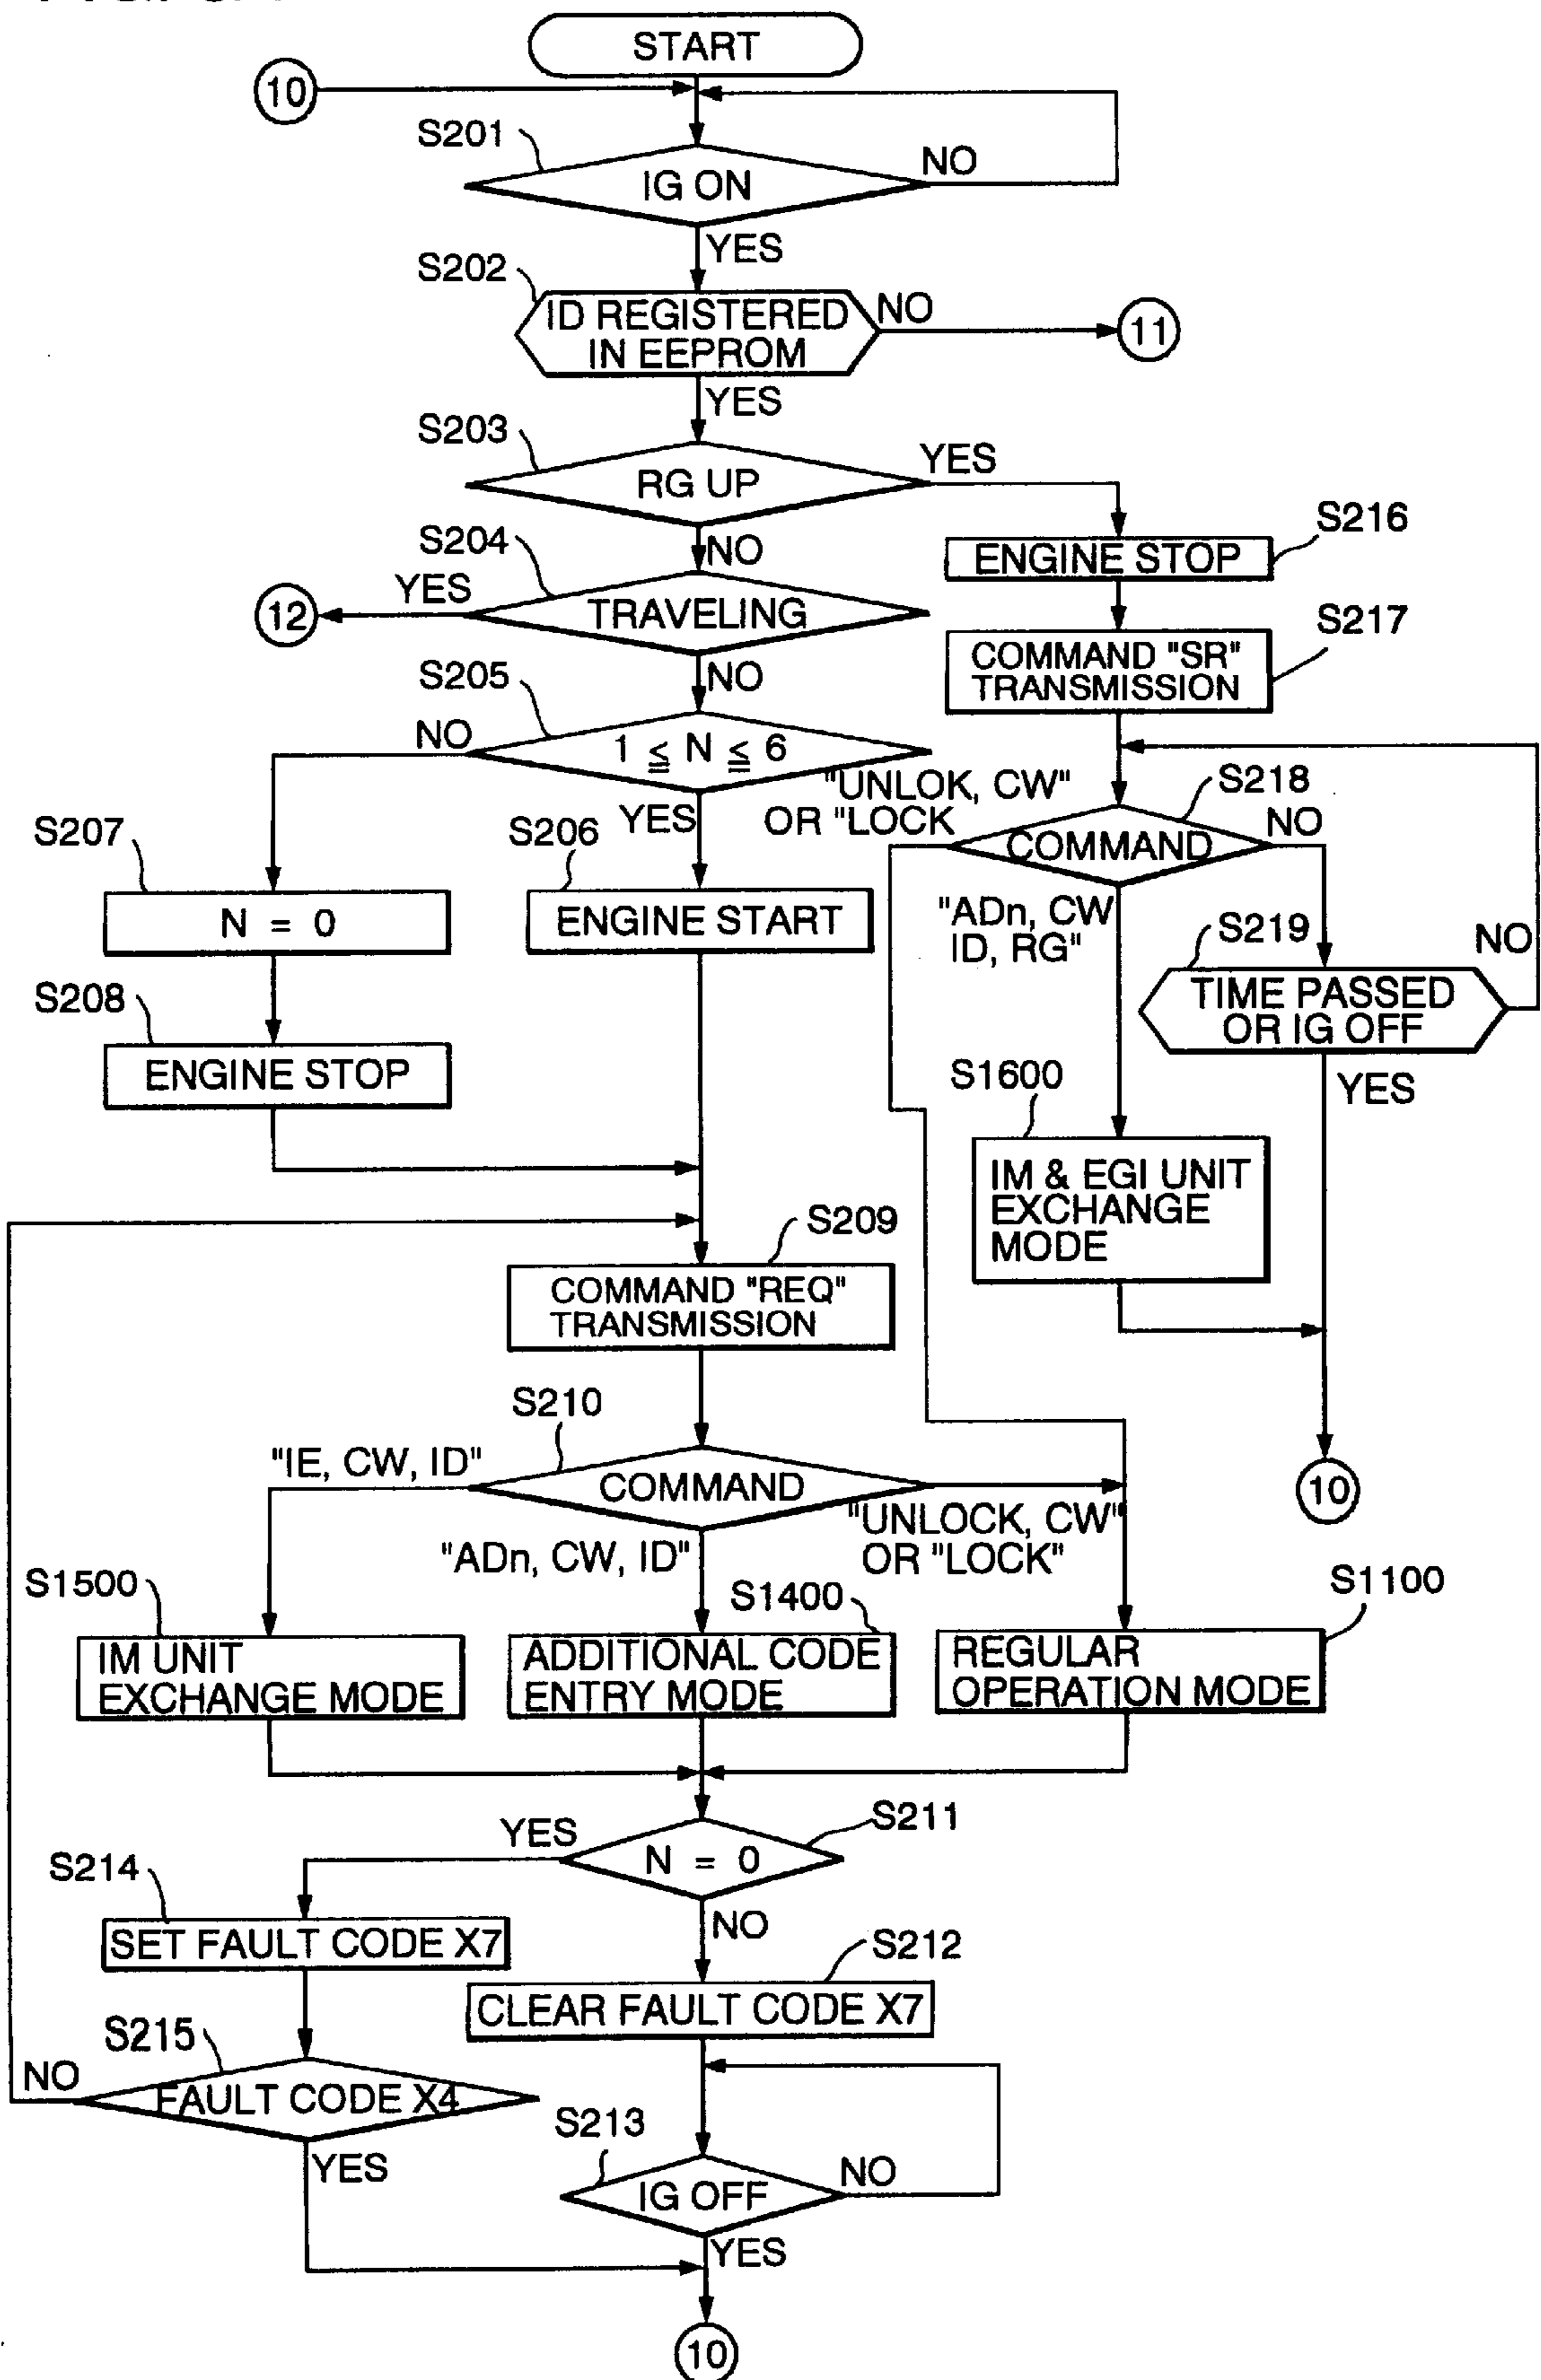 START
10
S201
IG ON
NO
YES
S202
ID REGISTERED
IN EEPROM
NO
11
YES
S203
RG UP
YES
NO
S216
ENGINE STOP
S204
TRAVELING
YES
12
NO
S217
COMMAND "SR"
TRANSMISSION
S205
1 ≦ N ≦ 6
NO
YES
"UNLOK, CW"
OR "LOCK
S218
COMMAND
NO
S207
N = 0
S206
ENGINE START
"ADn, CW
ID, RG"
S219
TIME PASSED
OR IG OFF
NO
YES
S208
ENGINE STOP
S1600
IM & EGI UNIT
EXCHANGE
MODE
10
S209
COMMAND "REQ"
TRANSMISSION
S210
COMMAND
"IE, CW, ID"
"ADn, CW, ID"
"UNLOCK, CW"
OR "LOCK"
S1500
IM UNIT
EXCHANGE MODE
S1400
ADDITIONAL CODE
ENTRY MODE
S1100
REGULAR
OPERATION MODE
S211
N = 0
YES
NO
S214
SET FAULT CODE X7
S212
CLEAR FAULT CODE X7
S215
FAULT CODE X4
NO
YES
S213
IG OFF
NO
YES
10